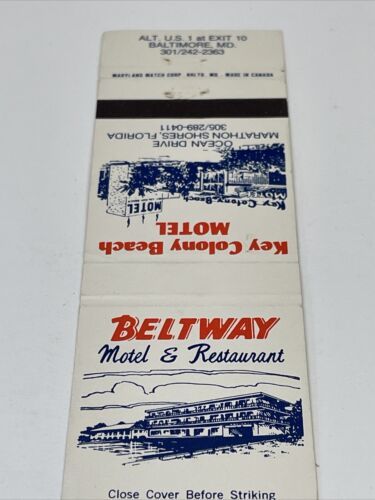 ALT. U.S. 1 at EXIT 10
BALTIMORE, MD.
301/242-2363
MARYLAND MATCH CORP BALTO. MD. - MADE IN CANADA
Key Colony Beach
MOTEL
Key Colony Beach
MOTEL
OCEAN DRIVE
MARATHON SHORES, FLORIDA
305/289-0411
BELTWAY
Motel & Restaurant
Close Cover Before Striking